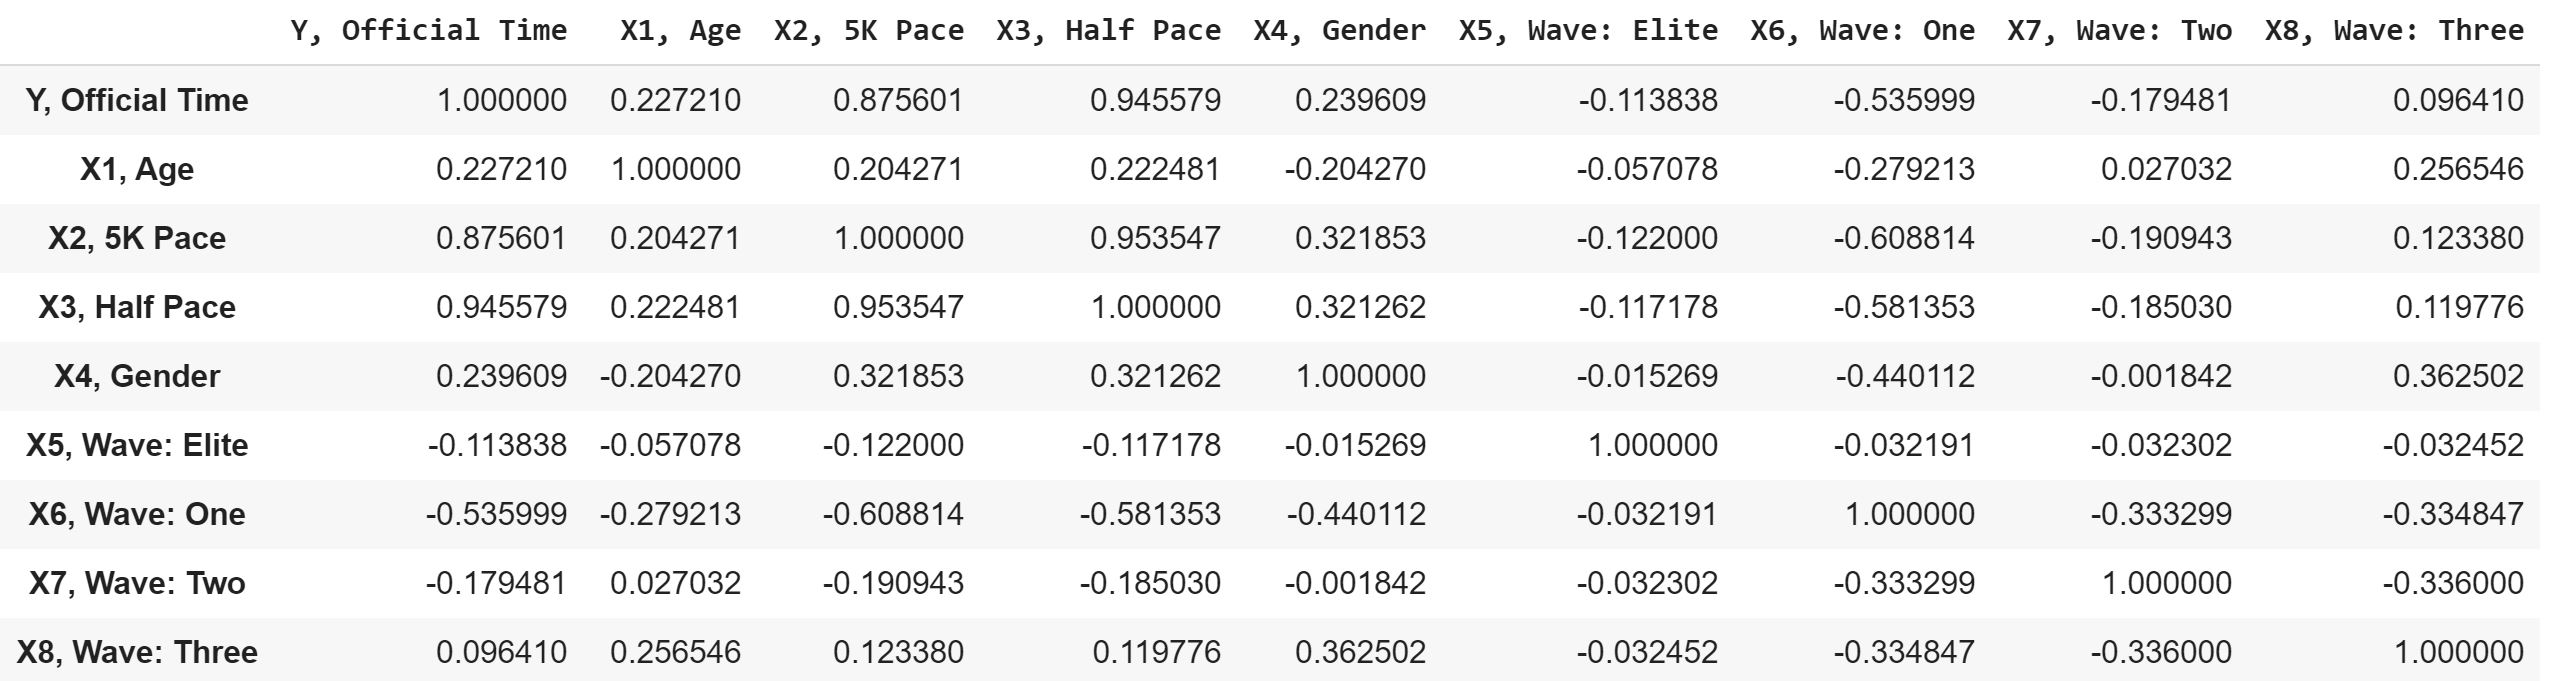 Y, Official Time X1, Age X2, 5K Pace X3, Half Pace X4, Gender X5, Wave: Elite X6, Wave: One X7, Wave: Two X8, Wave: Three
Y, Official Time 1.000000 0.227210 0.875601 0.945579 0.239609 -0.113838 -0.535999 -0.179481 0.096410
X1, Age 0.227210 1.000000 0.204271 0.222481 -0.204270 -0.057078 -0.279213 0.027032 0.256546
X2, 5K Pace 0.875601 0.204271 1.000000 0.953547 0.321853 -0.122000 -0.608814 -0.190943 0.123380
X3, Half Pace 0.945579 0.222481 0.953547 1.000000 0.321262 -0.117178 -0.581353 -0.185030 0.119776
X4, Gender 0.239609 -0.204270 0.321853 0.321262 1.000000 -0.015269 -0.440112 -0.001842 0.362502
X5, Wave: Elite -0.113838 -0.057078 -0.122000 -0.117178 -0.015269 1.000000 -0.032191 -0.032302 -0.032452
X6, Wave: One -0.535999 -0.279213 -0.608814 -0.581353 -0.440112 -0.032191 1.000000 -0.333299 -0.334847
X7, Wave: Two -0.179481 0.027032 -0.190943 -0.185030 -0.001842 -0.032302 -0.333299 1.000000 -0.336000
X8, Wave: Three 0.096410 0.256546 0.123380 0.119776 0.362502 -0.032452 -0.334847 -0.336000 1.000000